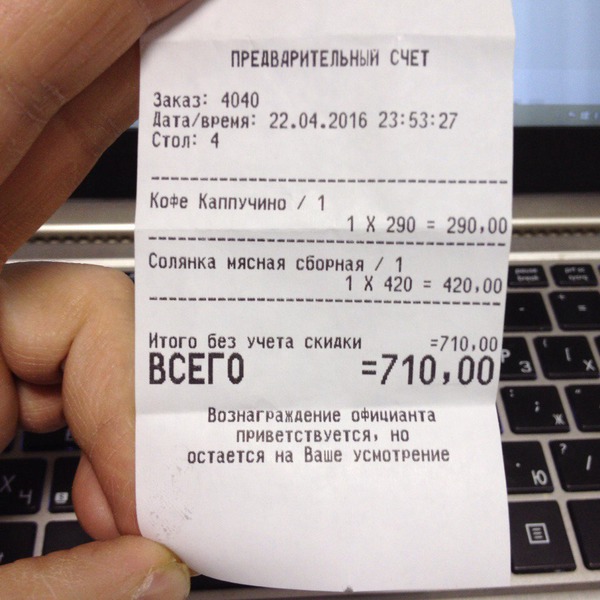 ПРЕДВАРИТЕЛЬНЫЙ СЧЕТ
Заказ: 4040
Дата/время: 22.04.2016 23:53:27
Стол: 4
Кофе Каппучино / 1
1 X 290 = 290,00
Солянка мясная сборная / 1
1 X 420 = 420,00
Итого без учета скидки =710,00
ВСЕГО =710,00
Вознаграждение официанта
приветствуется, но
остается на Ваше усмотрение